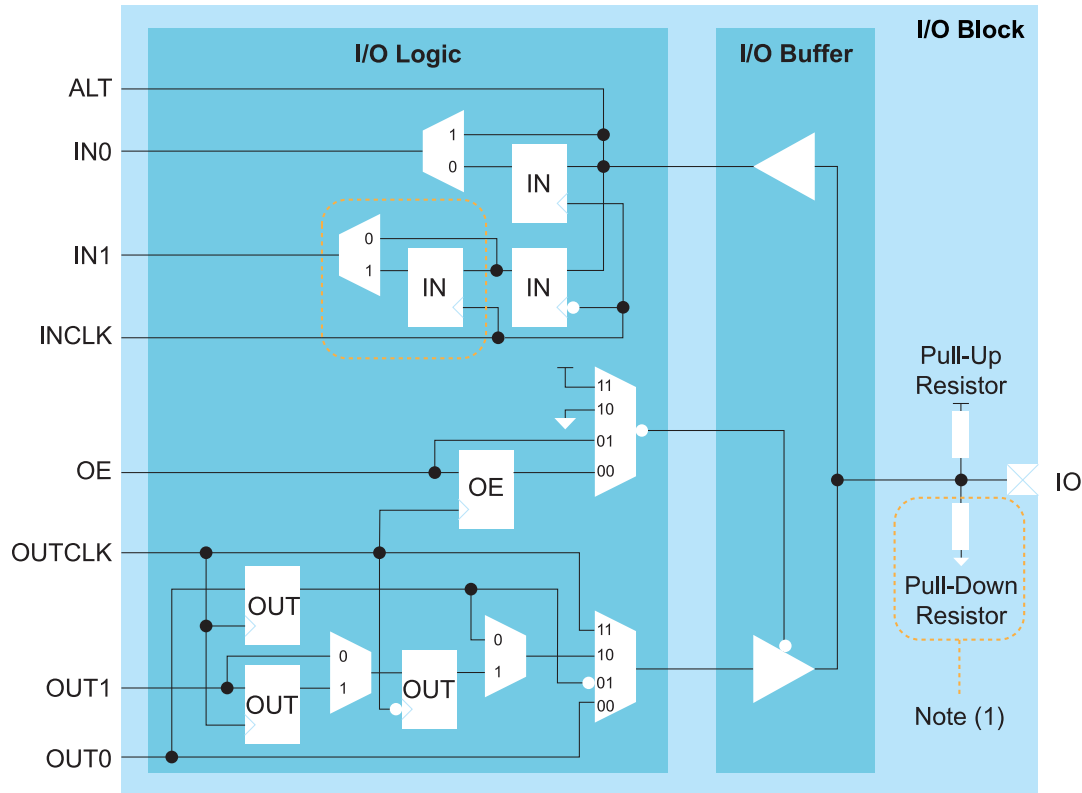 I/O Block
I/O Logic
I/O Buffer
ALT
IN0
1
0
IN
IN1
0
1
IN
IN
INCLK
Pull-Up
Resistor
11
10
01
00
OE
OE
IO
OUTCLK
Pull-Down
Resistor
OUT
0
1
OUT
0
1
OUT
11
10
01
00
OUT1
OUT0
Note (1)